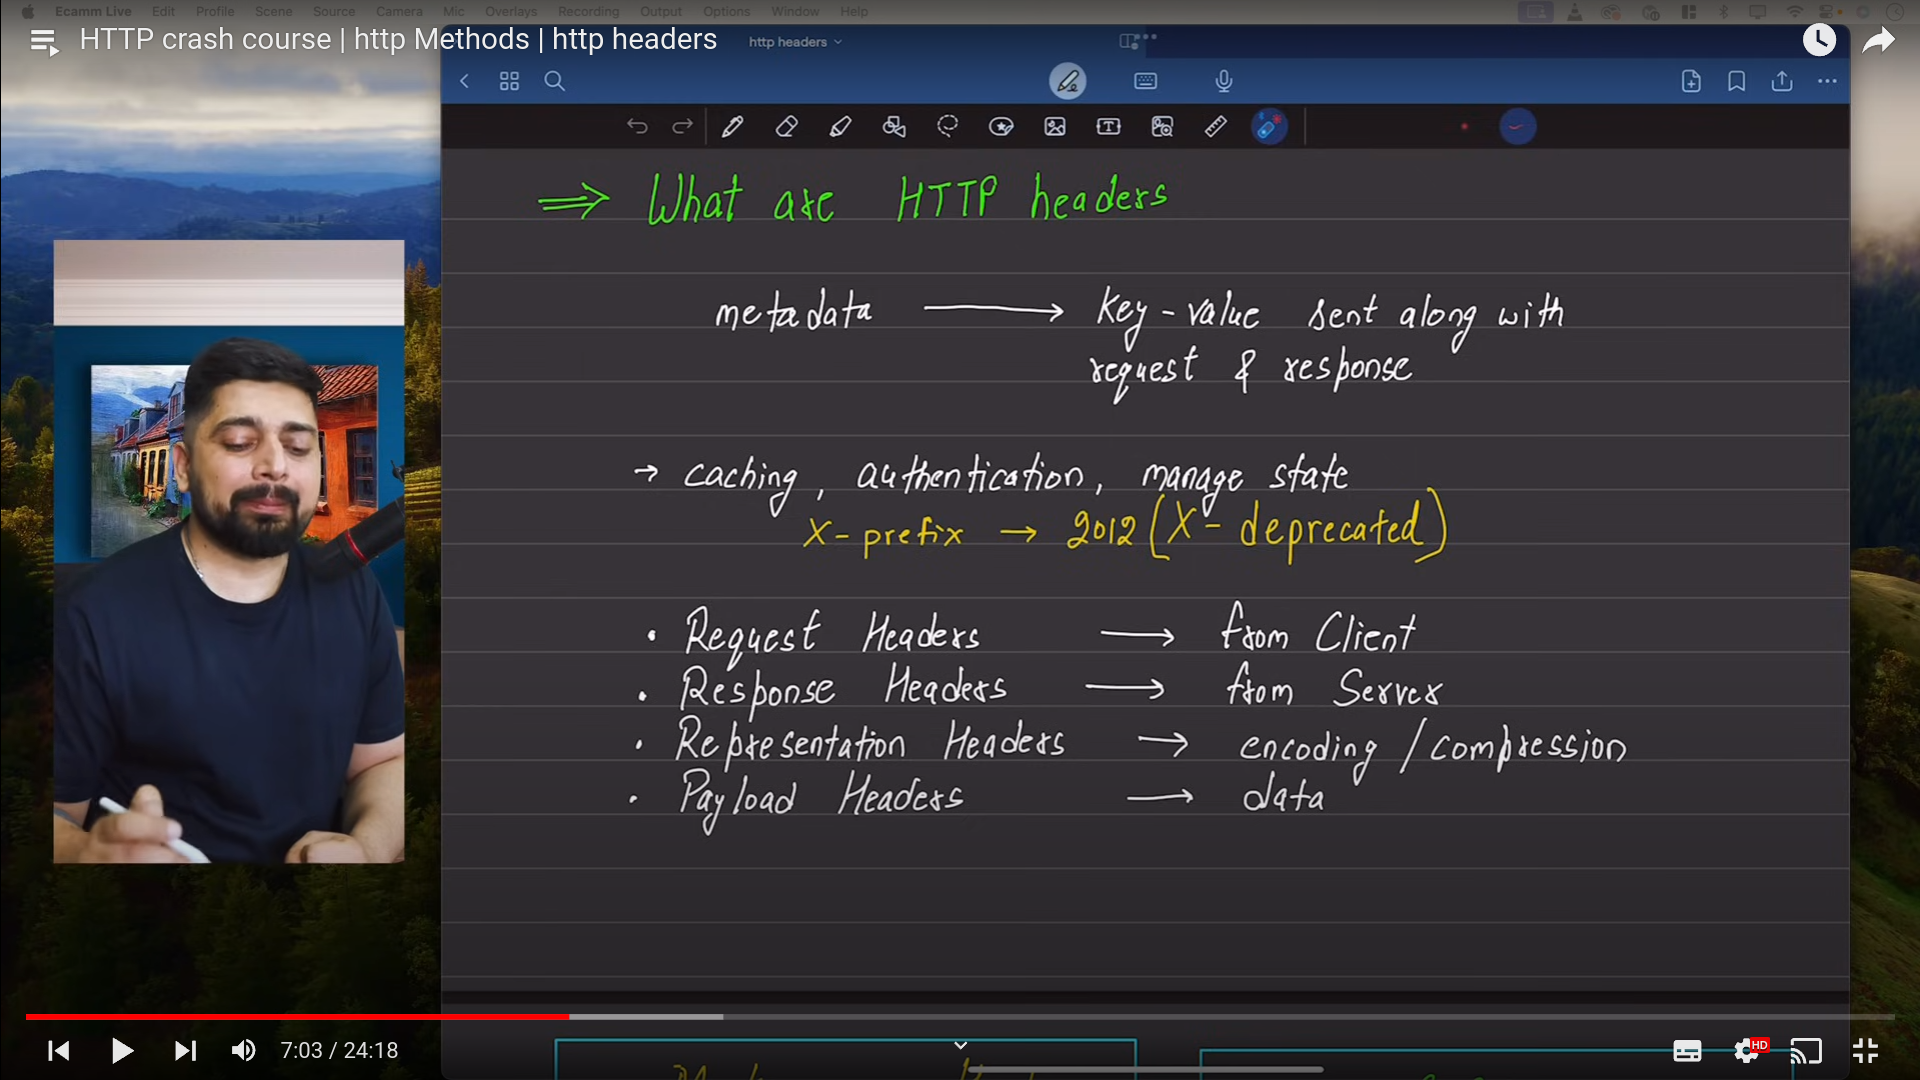 Ecamm Live Edit Profile Scene Source Camera Mic Overlays Recording Output Options Window Help
HTTP crash course | http Methods | http headers
http headers
⇒ What are HTTP headers
metadata → Key-value sent along with
request & response
→ caching, authentication, manage state
X-prefix → 2012 (X- deprecated)
• Request Headers → from Client
• Response Headers → from Server
• Representation Headers → encoding / compression
• Payload Headers → data
7:03 / 24:18
HD